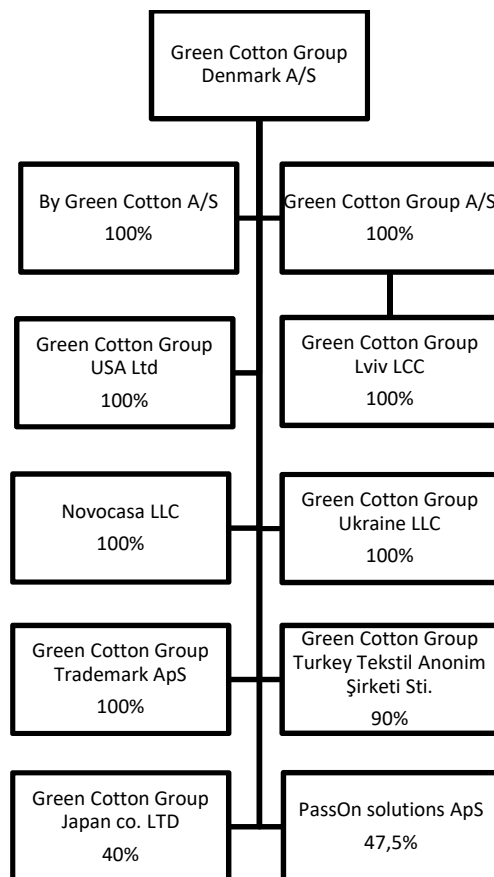 Green Cotton Group
Denmark A/S
By Green Cotton A/S
100%
Green Cotton Group A/S
100%
Green Cotton Group
USA Ltd
100%
Green Cotton Group
Lviv LCC
100%
Novocasa LLC
100%
Green Cotton Group
Ukraine LLC
100%
Green Cotton Group
Trademark ApS
100%
Green Cotton Group
Turkey Tekstil Anonim
Şirketi Sti.
90%
Green Cotton Group
Japan co. LTD
40%
PassOn solutions ApS
47,5%